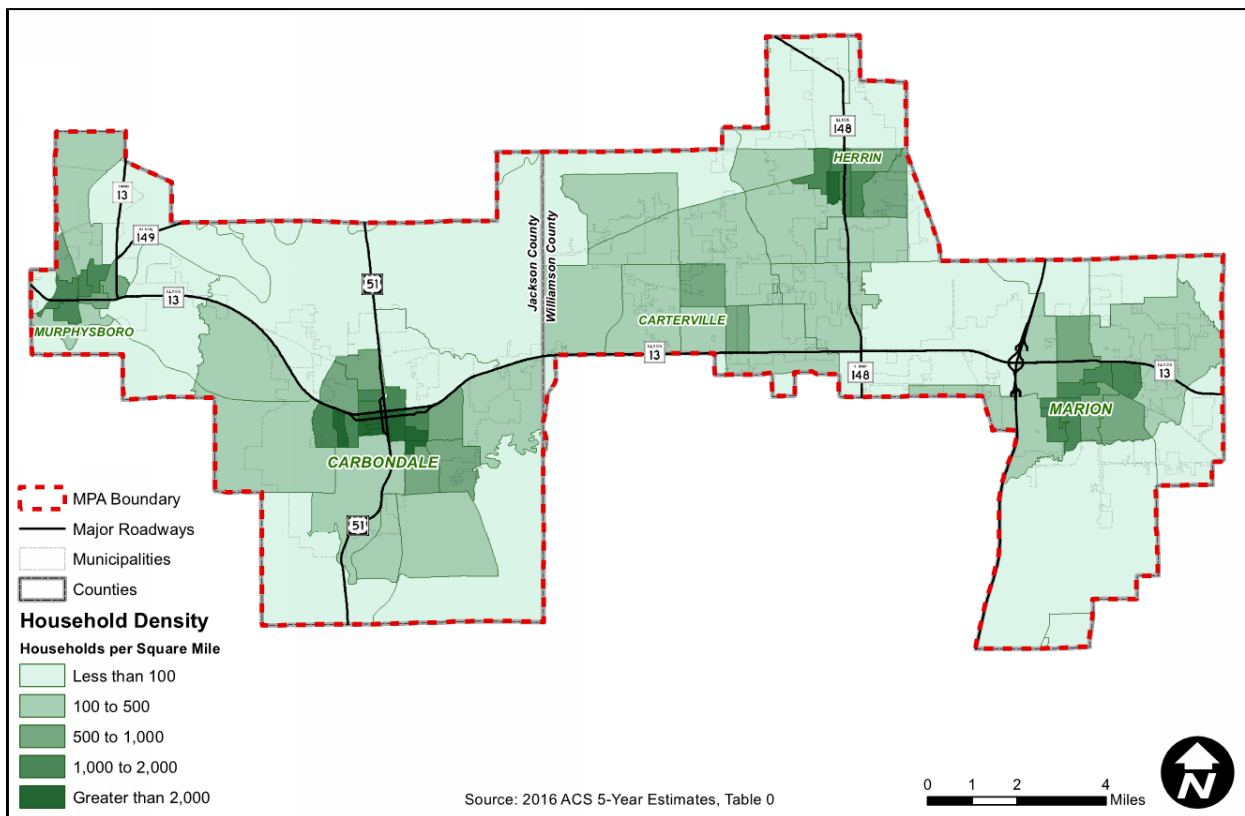 148
HERRIN
13
149
Jackson County
Williamson County
51
13
MURPHYSBORO
CARTERVILLE
13
148
13
MARION
CARBONDALE
51
MPA Boundary
Major Roadways
Municipalities
Counties
Household Density
Households per Square Mile
Less than 100
100 to 500
500 to 1,000
1,000 to 2,000
Greater than 2,000
Source: 2016 ACS 5-Year Estimates, Table 0
0 1 2 4
Miles
N